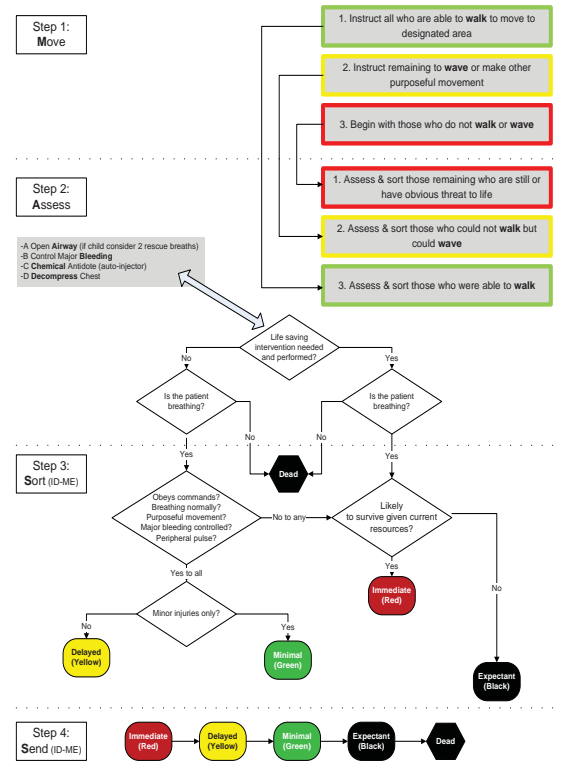 Step 1:
Move
1. Instruct all who are able to walk to move to
designated area
2. Instruct remaining to wave or make other
purposeful movement
3. Begin with those who do not walk or wave
Step 2:
Assess
1. Assess & sort those remaining who are still or
have obvious threat to life
2. Assess & sort those who could not walk but
could wave
3. Assess & sort those who were able to walk
-A Open Airway (if child consider 2 rescue breaths)
-B Control Major Bleeding
-C Chemical Antidote (auto-injector)
-D Decompress Chest
Life saving
intervention needed
and performed?
No
Yes
Is the patient
breathing?
Is the patient
breathing?
No
No
Yes
Yes
Dead
Step 3:
Sort (ID-ME)
Obeys commands?
Breathing normally?
Purposeful movement?
Major bleeding controlled?
Peripheral pulse?
No to any
Likely
to survive given current
resources?
Yes to all
Yes
No
Minor injuries only?
No
Yes
Immediate
(Red)
Delayed
(Yellow)
Minimal
(Green)
Expectant
(Black)
Step 4:
Send (ID-ME)
Immediate
(Red)
Delayed
(Yellow)
Minimal
(Green)
Expectant
(Black)
Dead